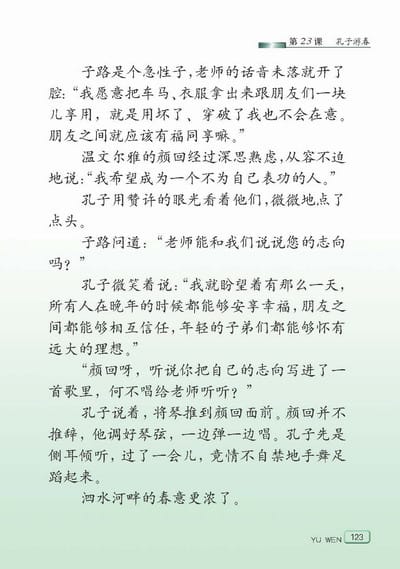 第23课 孔子游春
子路是个急性子,老师的话音未落就开了
腔:“我愿意把车马、衣服拿出来跟朋友们一块
儿享用,就是用坏了、穿破了我也不会在意。
朋友之间就应该有福同享嘛。”
温文尔雅的颜回经过深思熟虑,从容不迫
地说:“我希望成为一个不为自己表功的人。”
孔子用赞许的眼光看着他们,微微地点了
点头。
子路问道:“老师能和我们说说您的志向
吗?”
孔子微笑着说:“我就盼望着有那么一天,
所有人在晚年的时候都能够安享幸福,朋友之
间都能够相互信任,年轻的子弟们都能够怀有
远大的理想。”
“颜回呀,听说你把自己的志向写进了一
首歌里,何不唱给老师听听?”
孔子说着,将琴推到颜回面前。颜回并不
推辞,他调好琴弦,一边弹一边唱。孔子先是
侧耳倾听,过了一会儿,竟情不自禁地手舞足
蹈起来。
泗水河畔的春意更浓了。
YU WEN 123